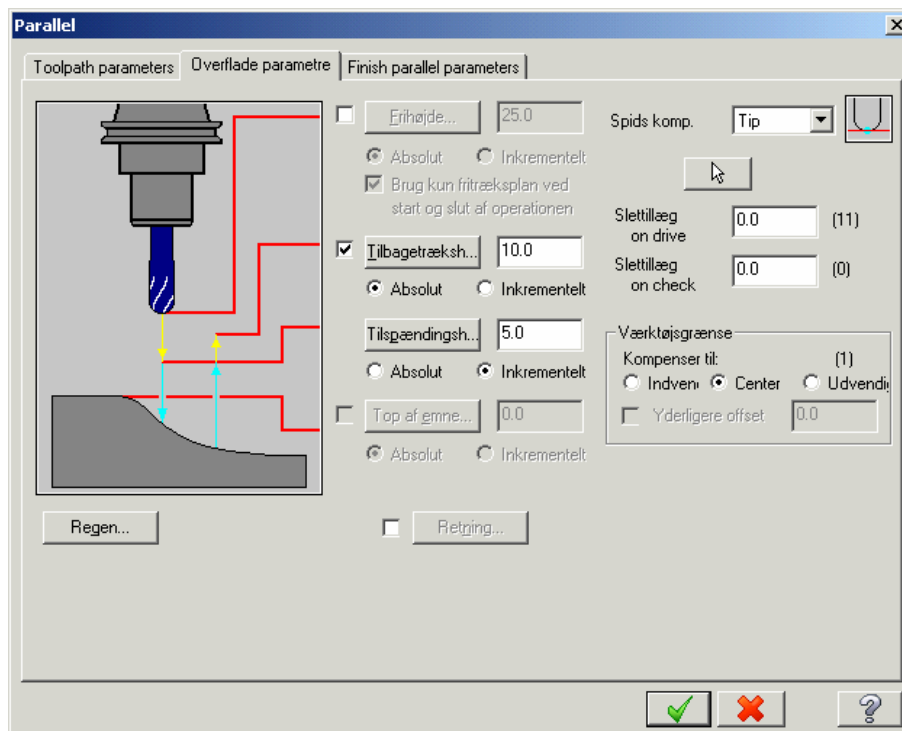 Parallel
Toolpath parameters
Overflade parametre
Finish parallel parameters
Frihøjde...
25.0
Absolut
Inkrementelt
Brug kun fritræksplan ved
start og slut af operationen
Tilbagetræksh...
10.0
Absolut
Inkrementelt
Tilspændingsh...
5.0
Absolut
Inkrementelt
Top af emne...
0.0
Absolut
Inkrementelt
Regen...
Retning...
Spids komp.
Tip
Slettillæg
on drive
0.0
(11)
Slettillæg
on check
0.0
(0)
Værktøjsgrænse
Kompenser til:
(1)
Indven
Center
Udvendig
Yderligere offset
0.0